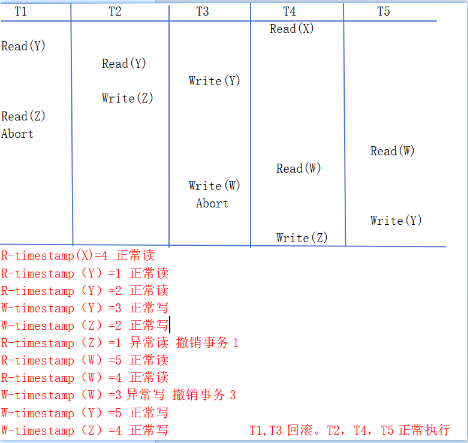 T1 T2 T3 T4 T5
Read(X)
Read(Y)
Read(Y)
Write(Y)
Write(Z)
Read(Z)
Abort
Read(W)
Read(W)
Write(W)
Abort
Write(Y)
Write(Z)
R-timestamp(X)=4 正常读
R-timestamp（Y）=1 正常读
R-timestamp（Y）=2 正常读
W-timestamp（Y）=3 正常写
W-timestamp（Z）=2 正常写
R-timestamp（Z）=1 异常读 撤销事务 1
R-timestamp（W）=5 正常读
R-timestamp（W）=4 正常读
W-timestamp（W）=3 异常写 撤销事务 3
W-timestamp（Y）=5 正常写
W-timestamp（Z）=4 正常写 T1,T3 回滚。T2，T4，T5 正常执行